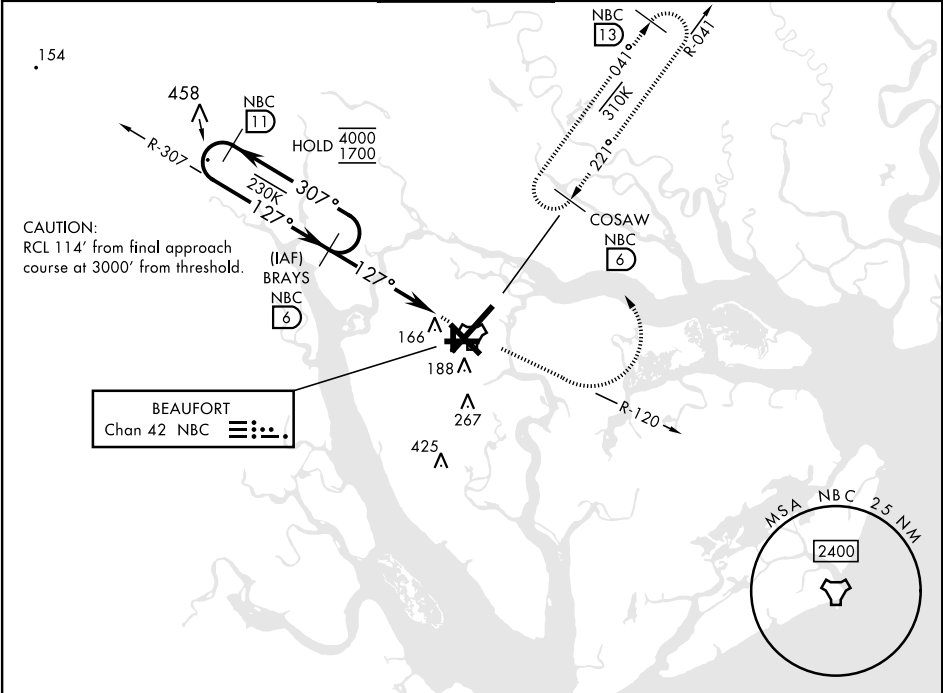 154
458
NBC
11
R-307
HOLD 4000
1700
230K
307°
127°
CAUTION:
RCL 114' from final approach
course at 3000' from threshold.
(IAF)
BRAYS
NBC
6
127°
NBC
13
R-041
041°
310K
221°
COSAW
NBC
6
166
188
267
425
R-120
BEAUFORT
Chan 42 NBC
MSA NBC 25 NM
2400